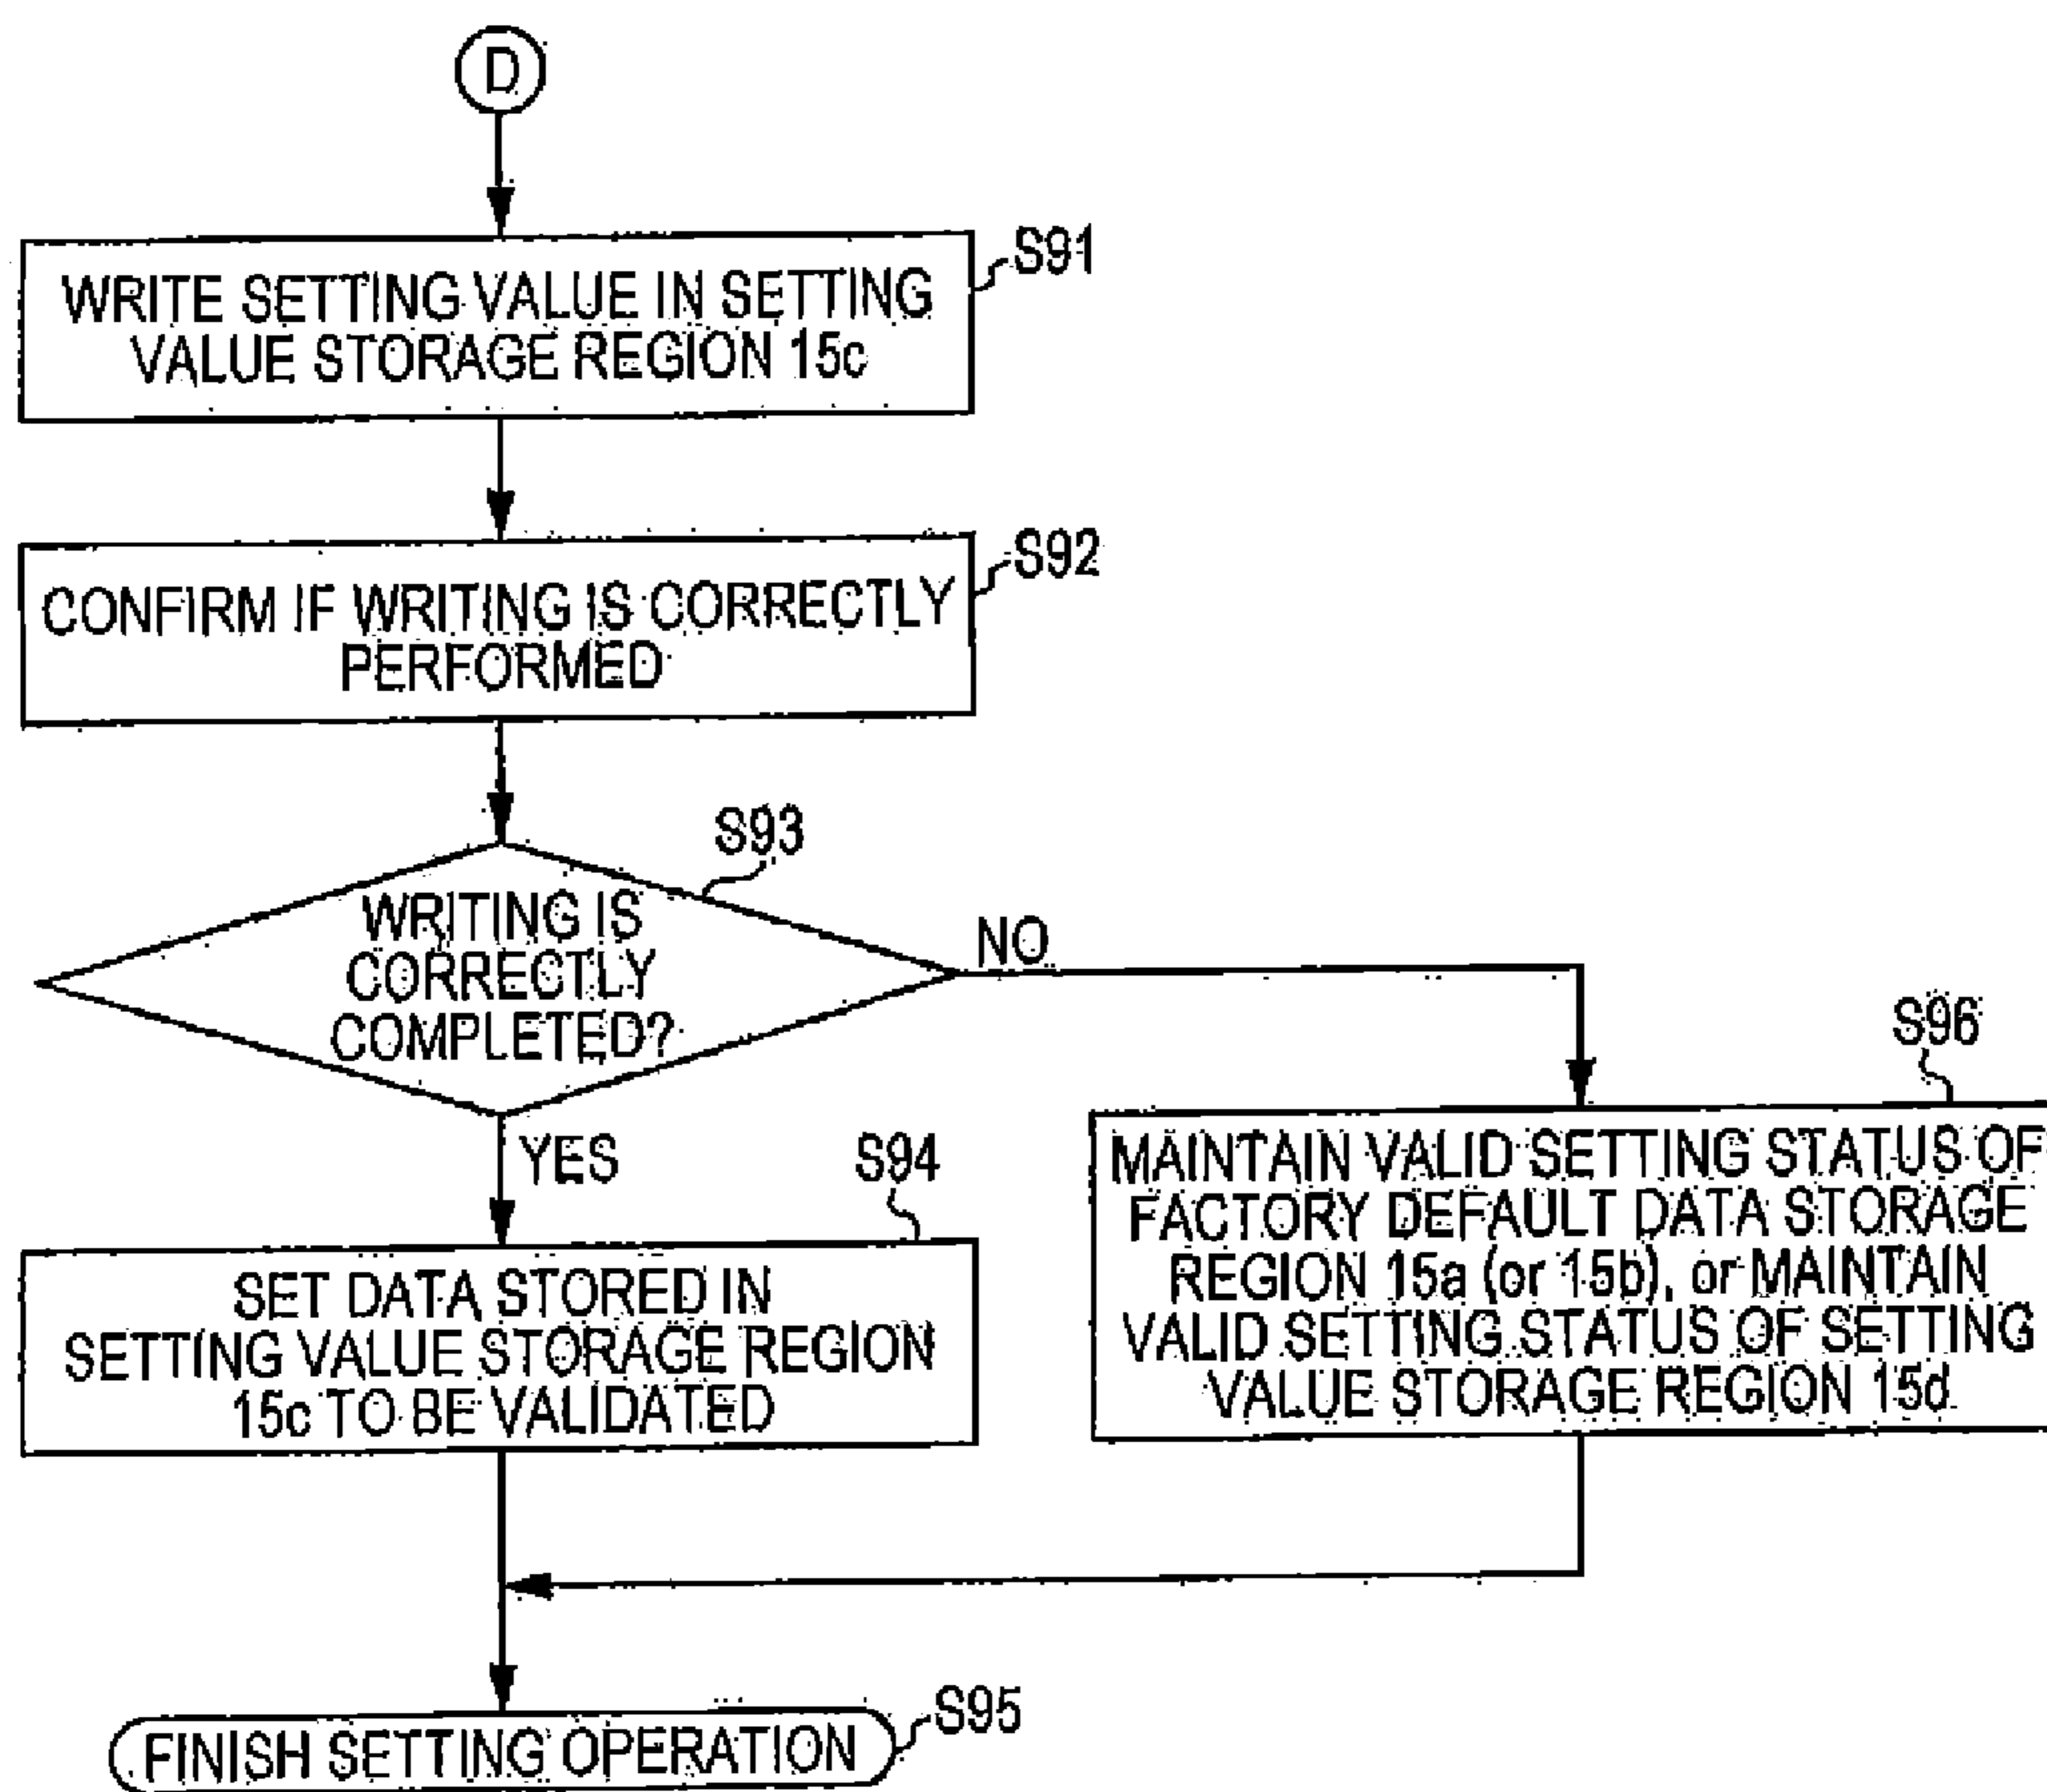 D
S91
WRITE SETTING VALUE IN SETTING
VALUE STORAGE REGION 15c
S92
CONFIRM IF WRITING IS CORRECTLY
PERFORMED
S93
WRITING IS
CORRECTLY
COMPLETED?
NO
YES
S94
SET DATA STORED IN
SETTING VALUE STORAGE REGION
15c TO BE VALIDATED
S96
MAINTAIN VALID SETTING STATUS OF
FACTORY DEFAULT DATA STORAGE
REGION 15a (or 15b), or MAINTAIN
VALID SETTING STATUS OF SETTING
VALUE STORAGE REGION 15d
S95
FINISH SETTING OPERATION